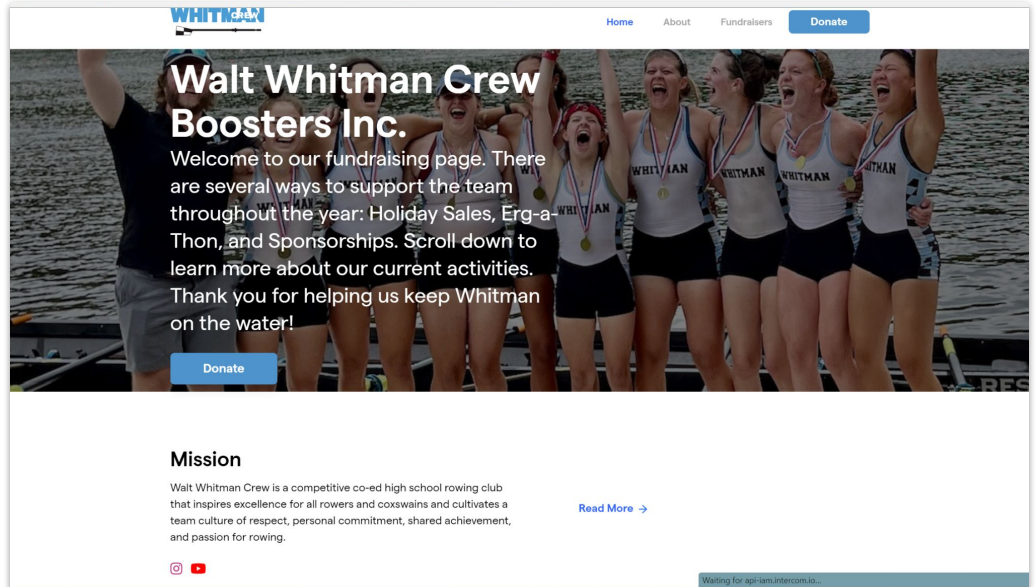 WHITMAN
CREW
Home About Fundraisers Donate
Walt Whitman Crew
Boosters Inc.
Welcome to our fundraising page. There
are several ways to support the team
throughout the year: Holiday Sales, Erg-a-
Thon, and Sponsorships. Scroll down to
learn more about our current activities.
Thank you for helping us keep Whitman
on the water!
Donate
WHITMAN
WHITMAN
WHITMAN
WHITMAN
RES
Mission
Walt Whitman Crew is a competitive co-ed high school rowing club
that inspires excellence for all rowers and coxswains and cultivates a
team culture of respect, personal commitment, shared achievement,
and passion for rowing.
Read More →
Waiting for api-iam.intercom.io...